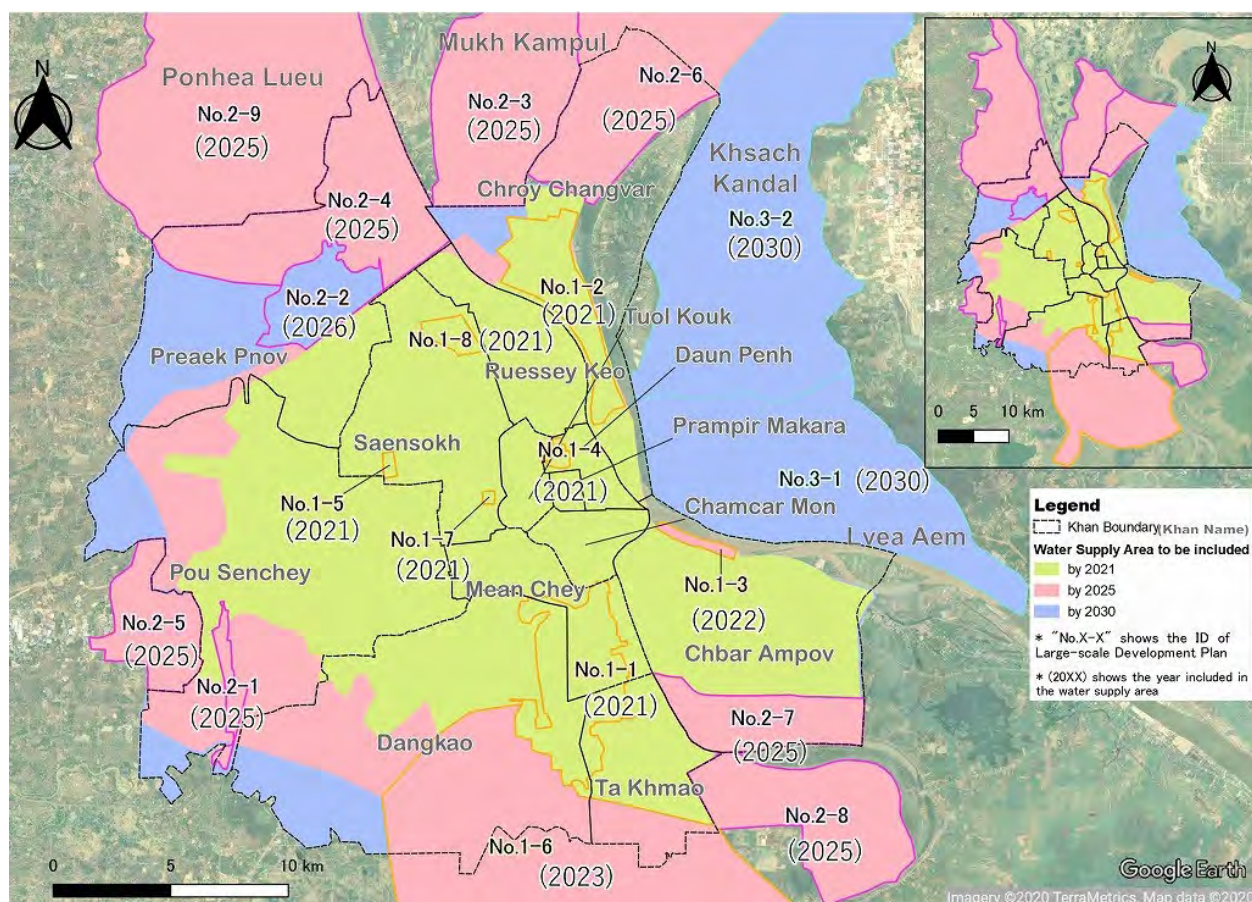 N
Ponhea Lueu
No.2-9
(2025)
Mukh Kampul
No.2-3
(2025)
No.2-6
(2025)
N
Khsach
Kandal
No.3-2
(2030)
Chroy Changvar
No.2-4
(2025)
No.2-2
(2026)
No.1-2
(2021)
Tuol Kouk
No.1-8 (2021)
Preaek Pnov
Ruessey Keo
Daun Penh
0 5 10 km
Saensokh
No.1-4
(2021)
Prampir Makara
No.1-5
(2021)
No.3-1 (2030)
Chamcar Mon
Lvea Aem
No.1-7
(2021)
Pou Senchey
Mean Chey
No.1-3
(2022)
Chbar Ampov
No.2-5
(2025)
No.2-1
(2025)
No.1-1
(2021)
No.2-7
(2025)
Dangkao
Ta Khmao
No.2-8
(2025)
No.1-6
(2023)
0 5 10 km
Legend
Khan Boundary(Khan Name)
Water Supply Area to be included
by 2021
by 2025
by 2030
* "No.X-X" shows the ID of
Large-scale Development Plan
* (20XX) shows the year included in
the water supply area
Google Earth
Imagery ©2020 TerraMetrics, Map data ©2020